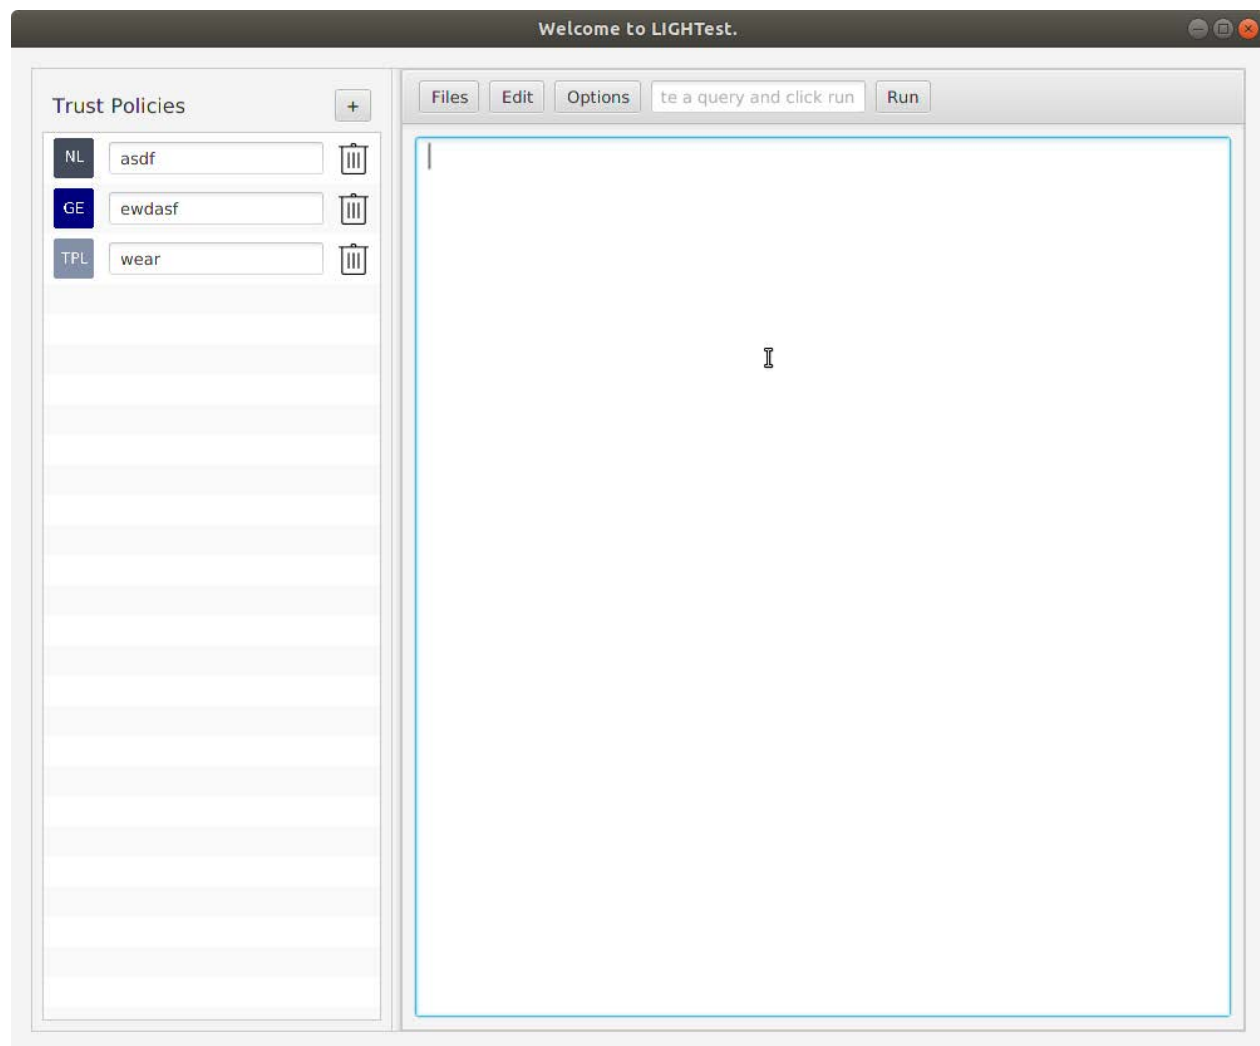 Welcome to LIGHTest.
Trust Policies +
Files Edit Options te a query and click run Run
NL asdf
GE ewdasf
TPL wear